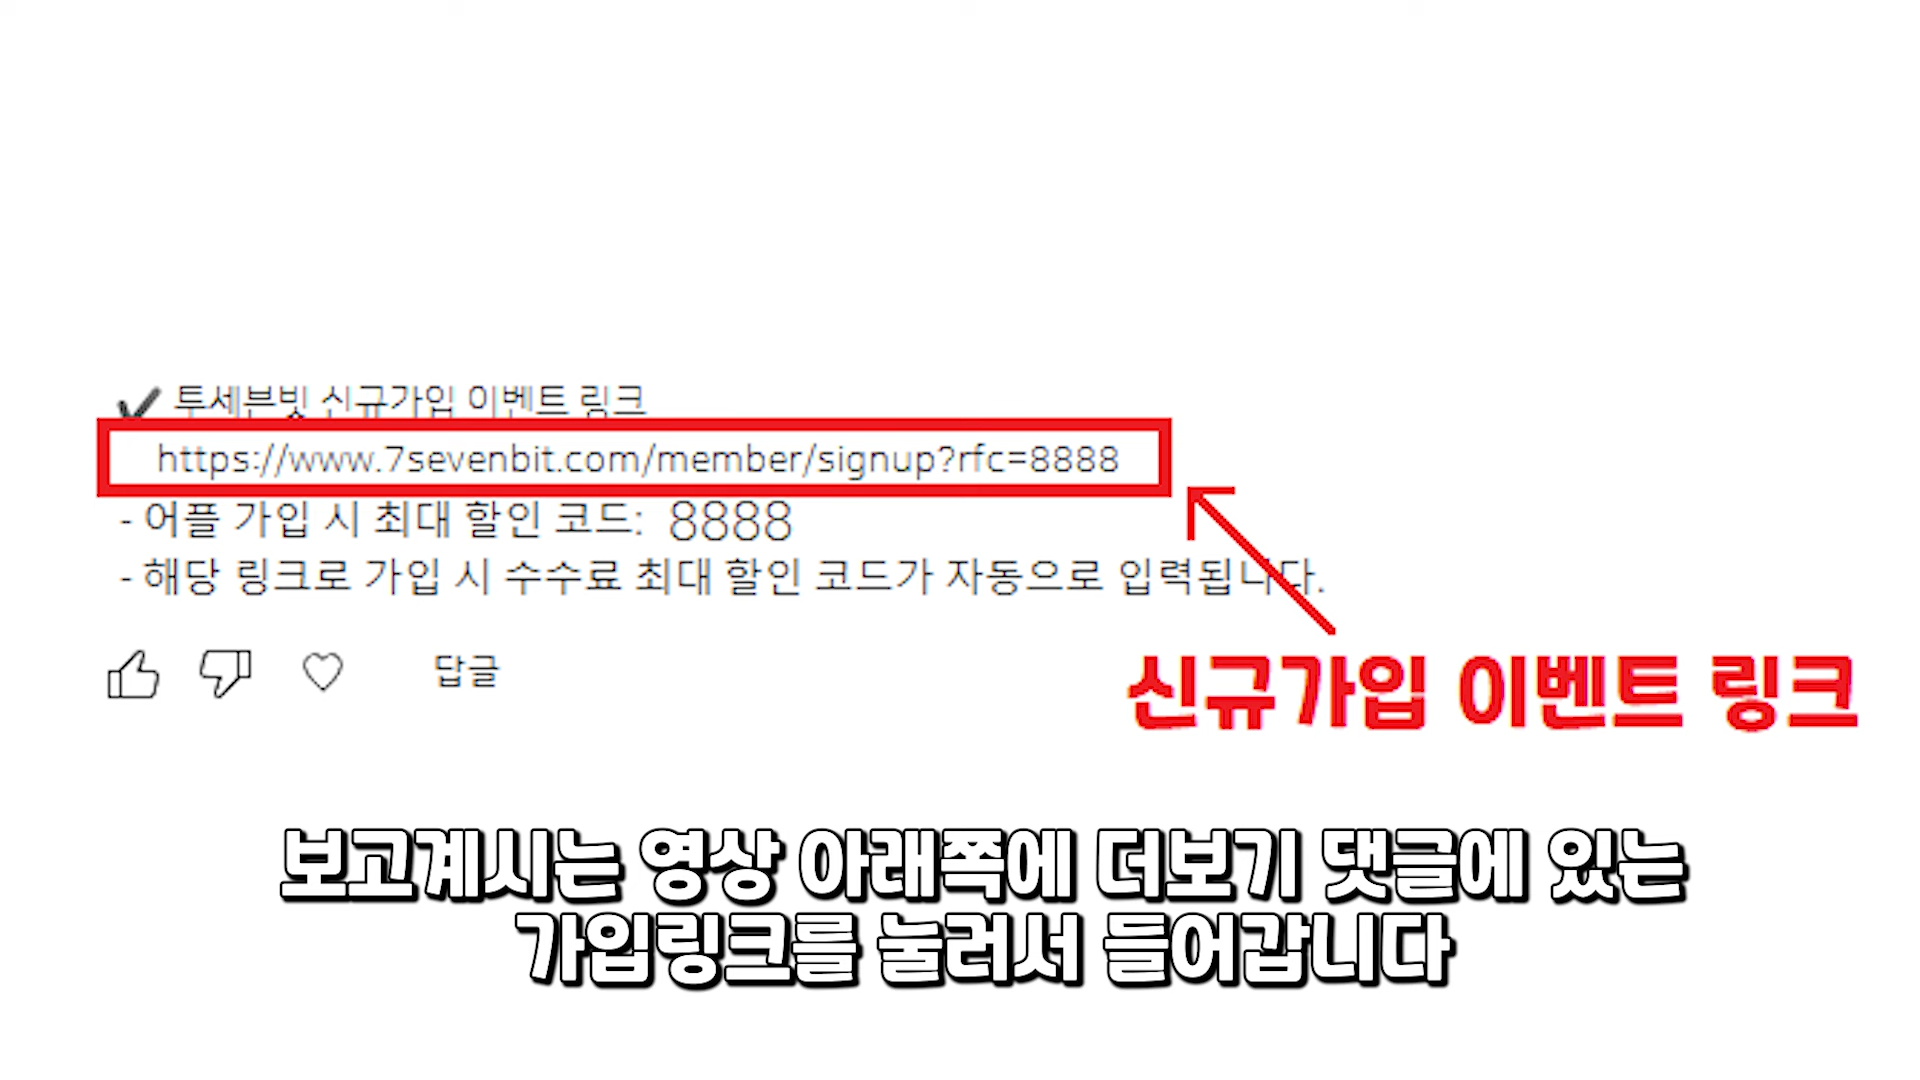 ✔ 투세븐빗 신규가입 이벤트 링크
https://www.7sevenbit.com/member/signup?rfc=8888
- 어플 가입 시 최대 할인 코드: 8888
- 해당 링크로 가입 시 수수료 최대 할인 코드가 자동으로 입력됩니다.
답글
신규가입 이벤트 링크
보고계시는 영상 아래쪽에 더보기 댓글에 있는
가입링크를 눌러서 들어갑니다